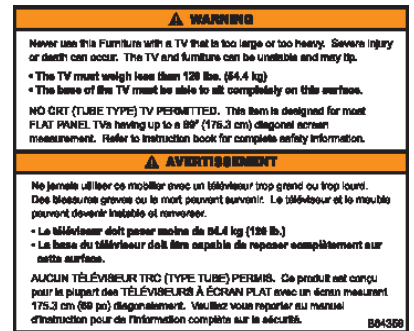 ⚠ WARNING
Never use this Furniture with a TV that is too large or too heavy. Severe injury
or death can occur. The TV and furniture can be unstable and may tip.
• The TV must weigh less than 120 lbs. (54.4 kg)
• The base of the TV must be able to sit completely on this surface.
NO CRT (TUBE TYPE) TV PERMITTED. This item is designed for most
FLAT PANEL TVs having up to a 69" (175.3 cm) diagonal screen
measurement. Refer to instruction book for complete safety information.
⚠ AVERTISSEMENT
Ne jamais utiliser ce mobilier avec un téléviseur trop grand ou trop lourd.
Des blessures graves ou la mort peuvent survenir. Le téléviseur et le meuble
peuvent devenir instable et renverser.
• Le téléviseur doit peser moins de 54.4 kg (120 lb.)
• La base du téléviseur doit être capable de reposer complètement sur
cette surface.
AUCUN TÉLÉVISEUR TRC (TYPE TUBE) PERMIS. Ce produit est conçu
pour la plupart des TÉLÉVISEURS À ÉCRAN PLAT avec un écran mesurant
175.3 cm (69 po) diagonalement. Veuillez vous reporter au manuel
d'instruction pour de l'information complète sur la sécurité.
B64359